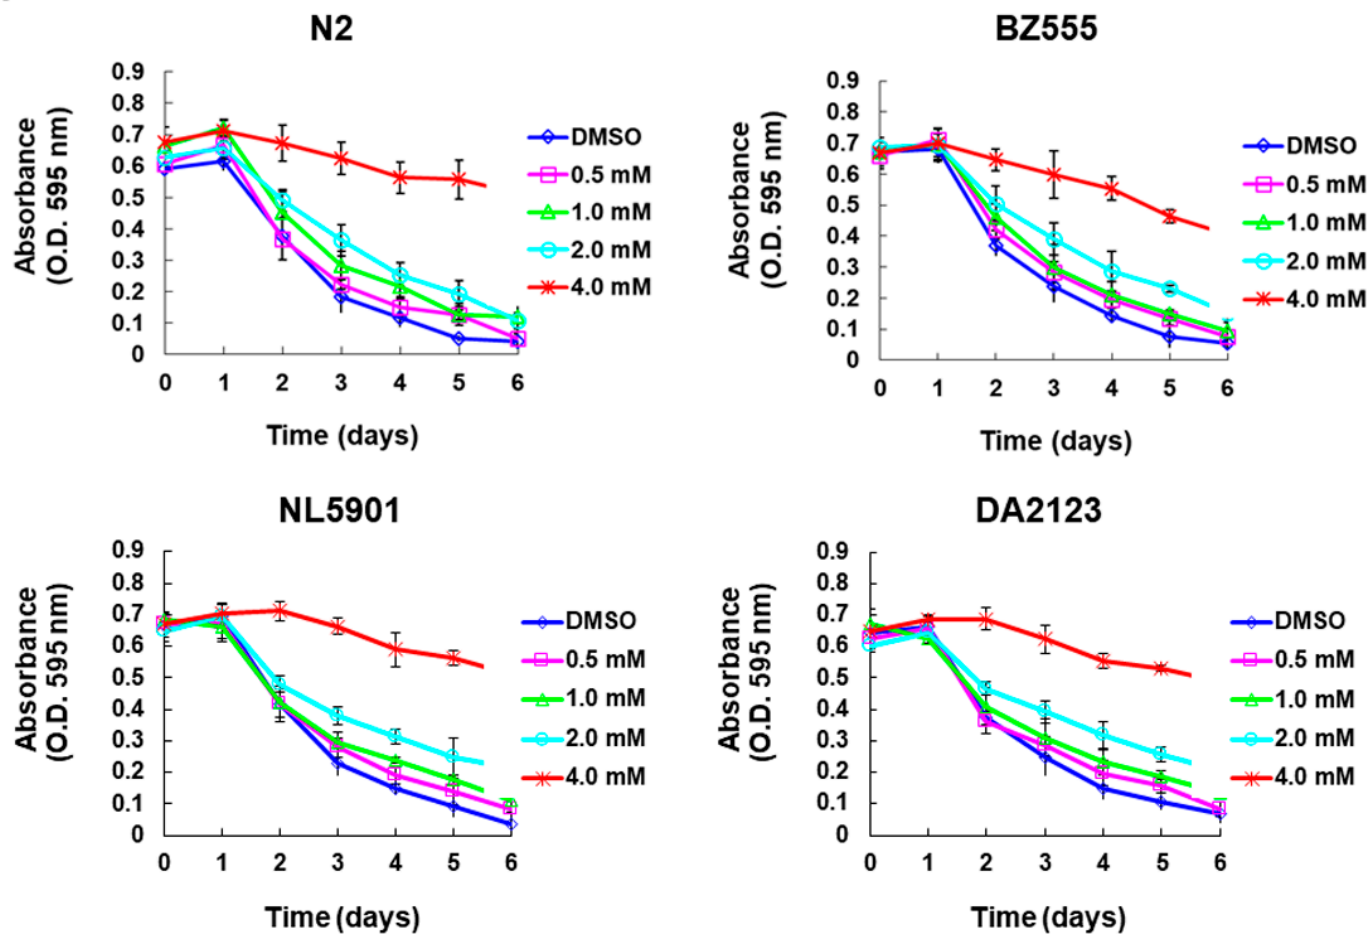 N2
Absorbance
(O.D. 595 nm)
0.9
0.8
0.7
0.6
0.5
0.4
0.3
0.2
0.1
0
0 1 2 3 4 5 6
Time (days)
DMSO
0.5 mM
1.0 mM
2.0 mM
4.0 mM
BZ555
Absorbance
(O.D. 595 nm)
0.9
0.8
0.7
0.6
0.5
0.4
0.3
0.2
0.1
0
0 1 2 3 4 5 6
Time (days)
DMSO
0.5 mM
1.0 mM
2.0 mM
4.0 mM
NL5901
Absorbance
(O.D. 595 nm)
0.9
0.8
0.7
0.6
0.5
0.4
0.3
0.2
0.1
0
0 1 2 3 4 5 6
Time (days)
DMSO
0.5 mM
1.0 mM
2.0 mM
4.0 mM
DA2123
Absorbance
(O.D. 595 nm)
0.9
0.8
0.7
0.6
0.5
0.4
0.3
0.2
0.1
0
0 1 2 3 4 5 6
Time (days)
DMSO
0.5 mM
1.0 mM
2.0 mM
4.0 mM